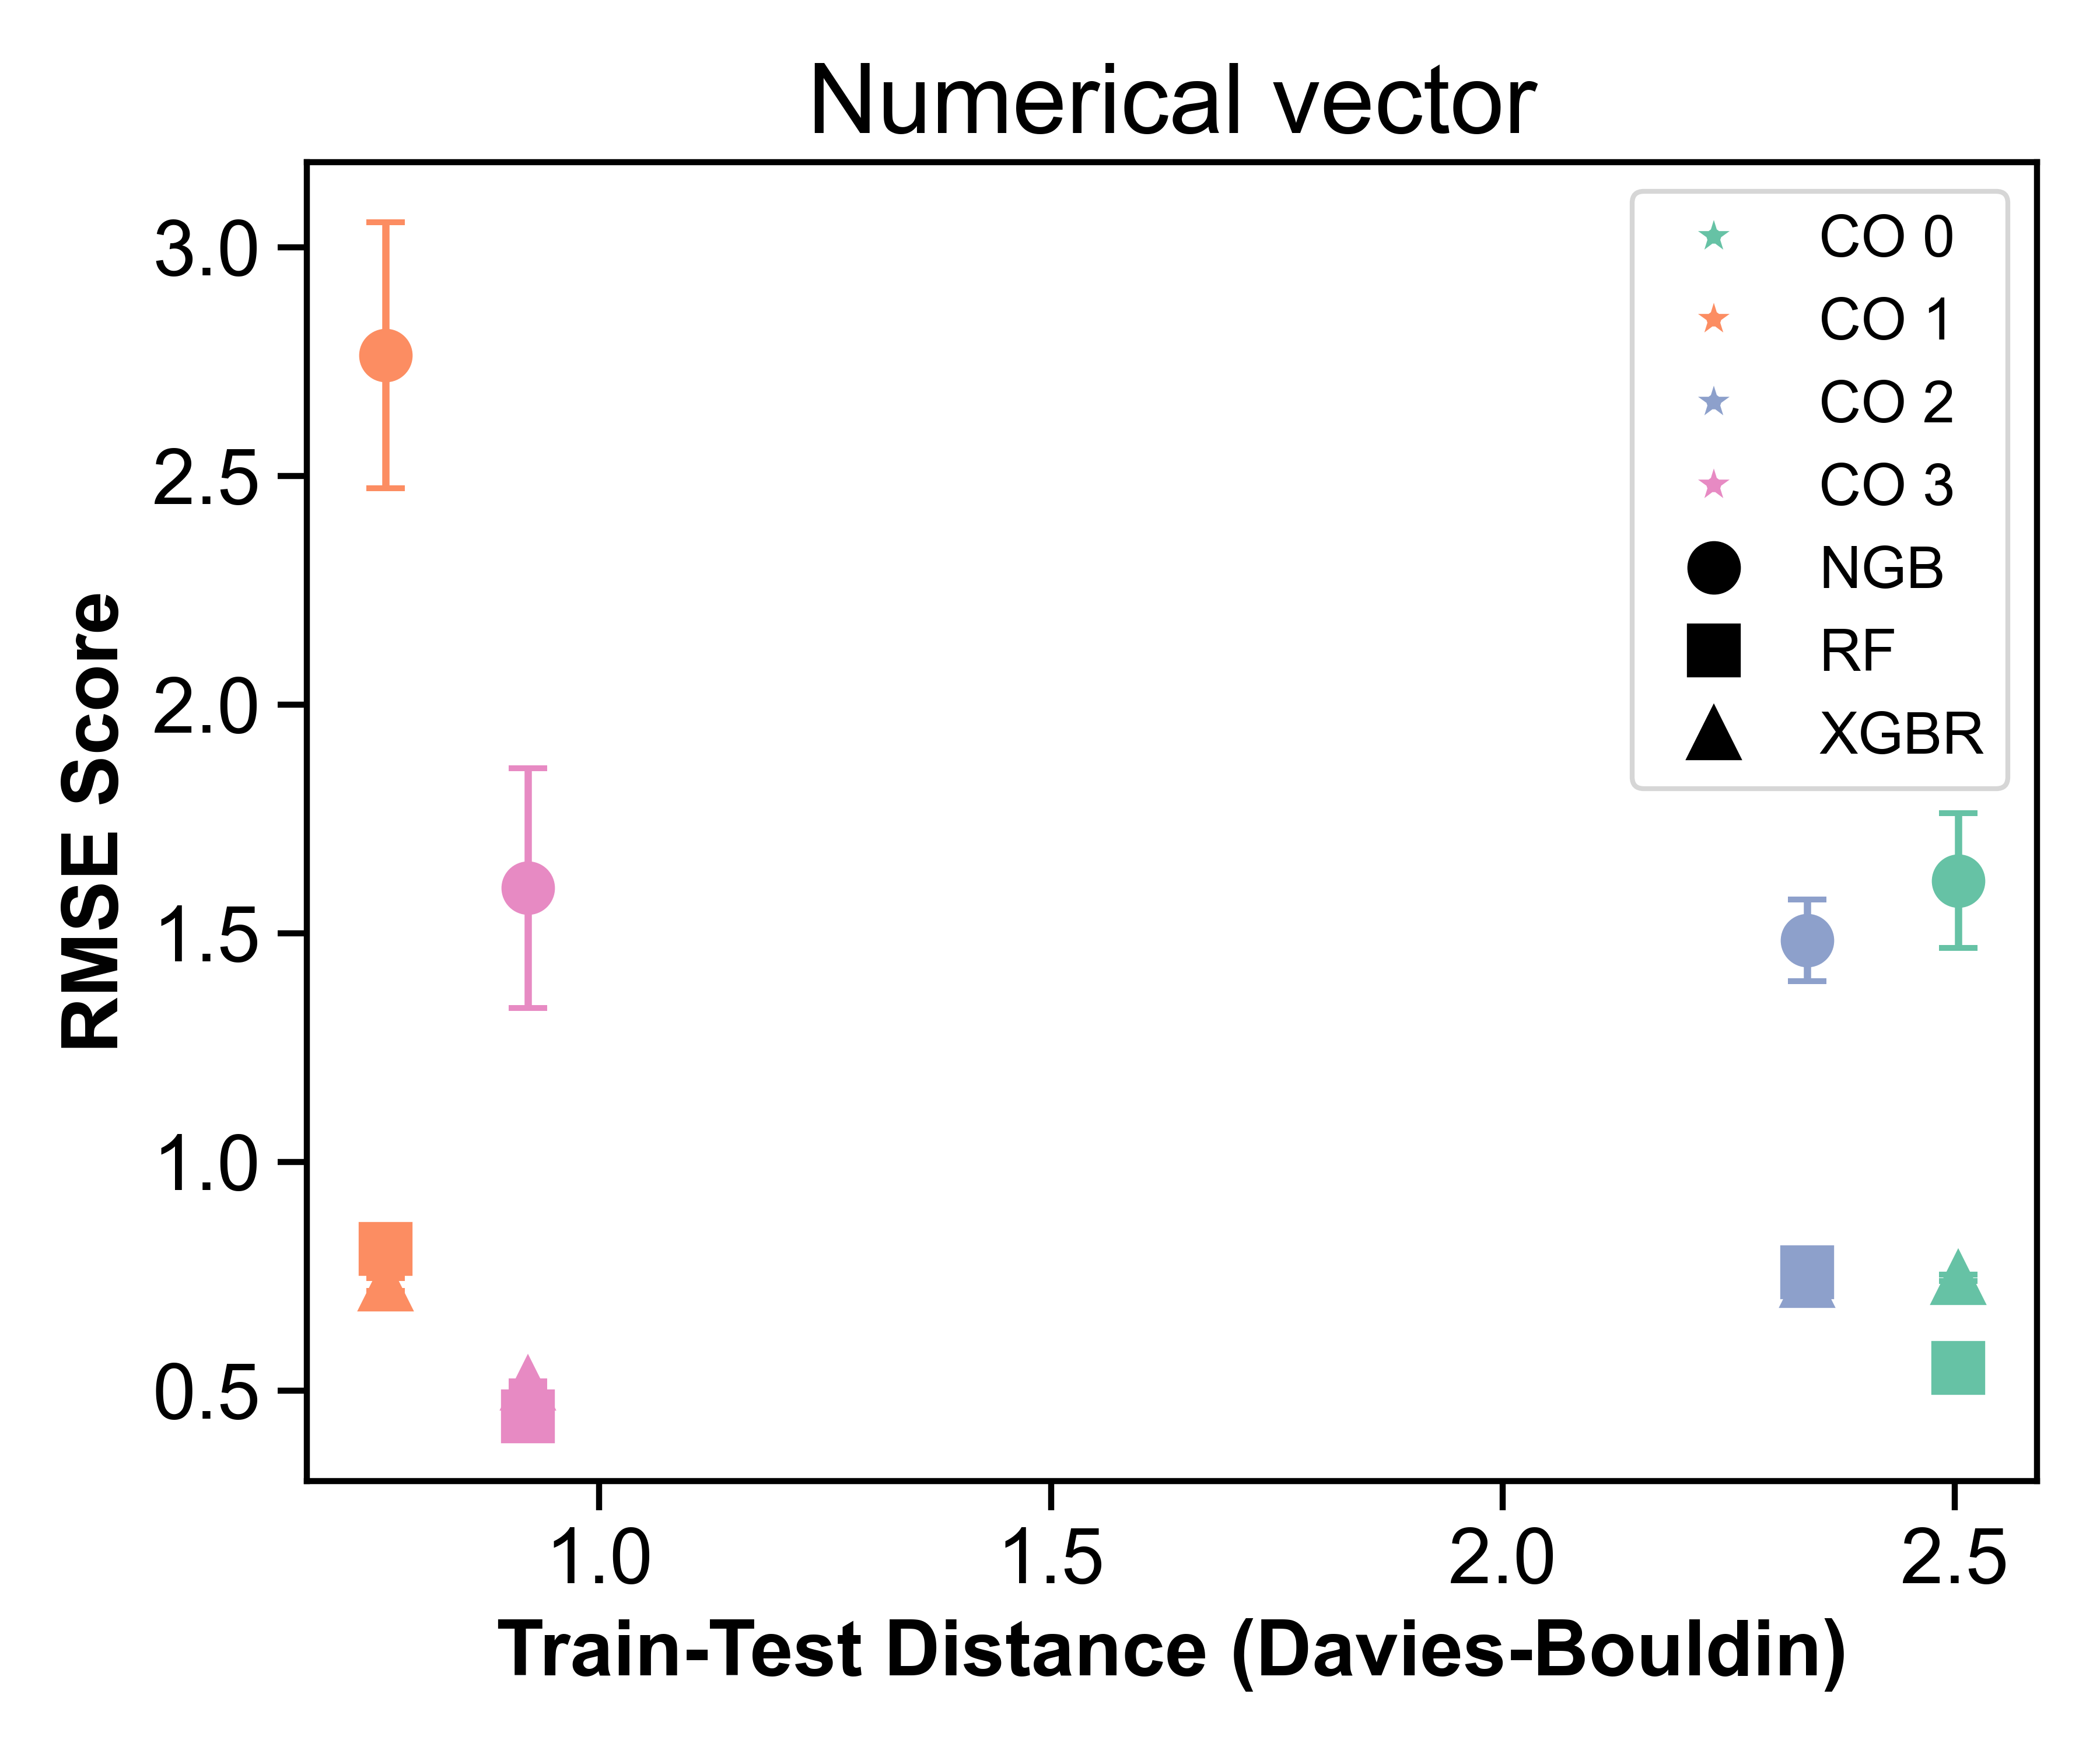 Numerical vector
3.0
2.5
2.0
1.5
1.0
0.5
RMSE Score
CO 0
CO 1
CO 2
CO 3
NGB
RF
XGBR
1.0 1.5 2.0 2.5
Train-Test Distance (Davies-Bouldin)